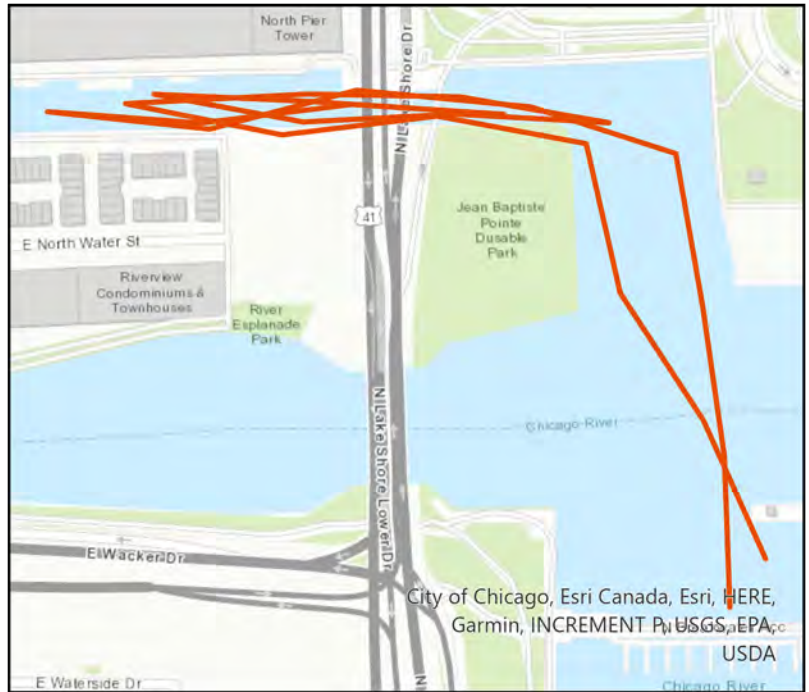 North Pier
Tower
N Lake Shore Dr
41
Jean Baptiste
Pointe
Dusable
Park
E North Water St
Riverview
Condominiums &
Townhouses
River
Esplanade
Park
Chicago River
N Lake Shore Lower Dr
E Wacker Dr
City of Chicago, Esri Canada, Esri, HERE,
Garmin, INCREMENT P, USGS, EPA,
USDA
E Waterside Dr
Chicago River